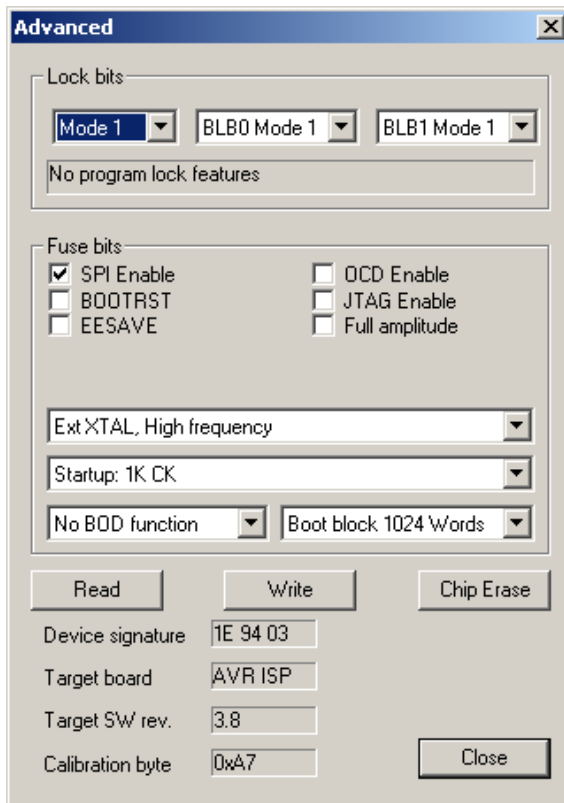 Advanced
Lock bits
Mode 1 BLB0 Mode 1 BLB1 Mode 1
No program lock features
Fuse bits
SPI Enable OCD Enable
BOOTRST JTAG Enable
EESAVE Full amplitude
Ext XTAL, High frequency
Startup: 1K CK
No BOD function Boot block 1024 Words
Read Write Chip Erase
Device signature 1E 94 03
Target board AVR ISP
Target SW rev. 3.8
Calibration byte 0xA7 Close